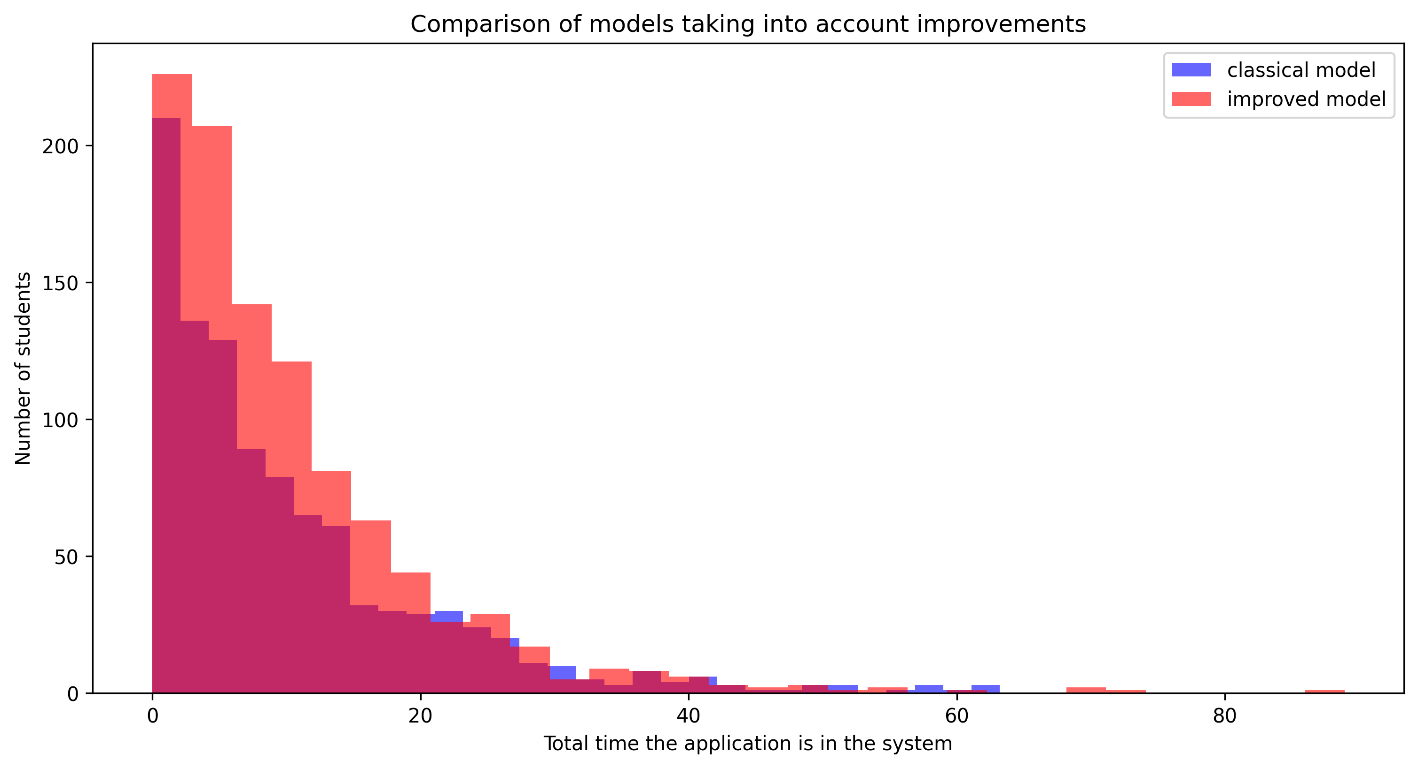 Comparison of models taking into account improvements
classical model
improved model
Number of students
200
150
100
50
0
0 20 40 60 80
Total time the application is in the system